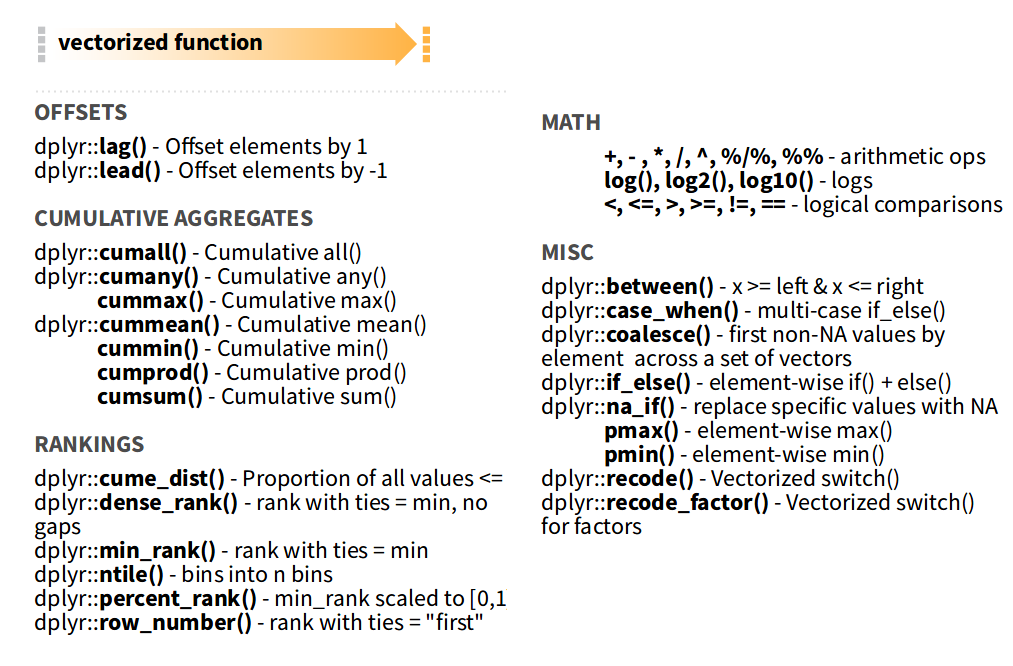 vectorized function
OFFSETS
dplyr::lag() - Offset elements by 1
dplyr::lead() - Offset elements by -1
CUMULATIVE AGGREGATES
dplyr::cumall() - Cumulative all()
dplyr::cumany() - Cumulative any()
cummax() - Cumulative max()
dplyr::cummean() - Cumulative mean()
cummin() - Cumulative min()
cumprod() - Cumulative prod()
cumsum() - Cumulative sum()
RANKINGS
dplyr::cume_dist() - Proportion of all values <=
dplyr::dense_rank() - rank with ties = min, no
gaps
dplyr::min_rank() - rank with ties = min
dplyr::ntile() - bins into n bins
dplyr::percent_rank() - min_rank scaled to [0,1
dplyr::row_number() - rank with ties = "first"
MATH
+, - , *, /, ^, %/%, %% - arithmetic ops
log(), log2(), log10() - logs
<, <=, >, >=, !=, == - logical comparisons
MISC
dplyr::between() - x >= left & x <= right
dplyr::case_when() - multi-case if_else()
dplyr::coalesce() - first non-NA values by
element  across a set of vectors
dplyr::if_else() - element-wise if() + else()
dplyr::na_if() - replace specific values with NA
pmax() - element-wise max()
pmin() - element-wise min()
dplyr::recode() - Vectorized switch()
dplyr::recode_factor() - Vectorized switch()
for factors